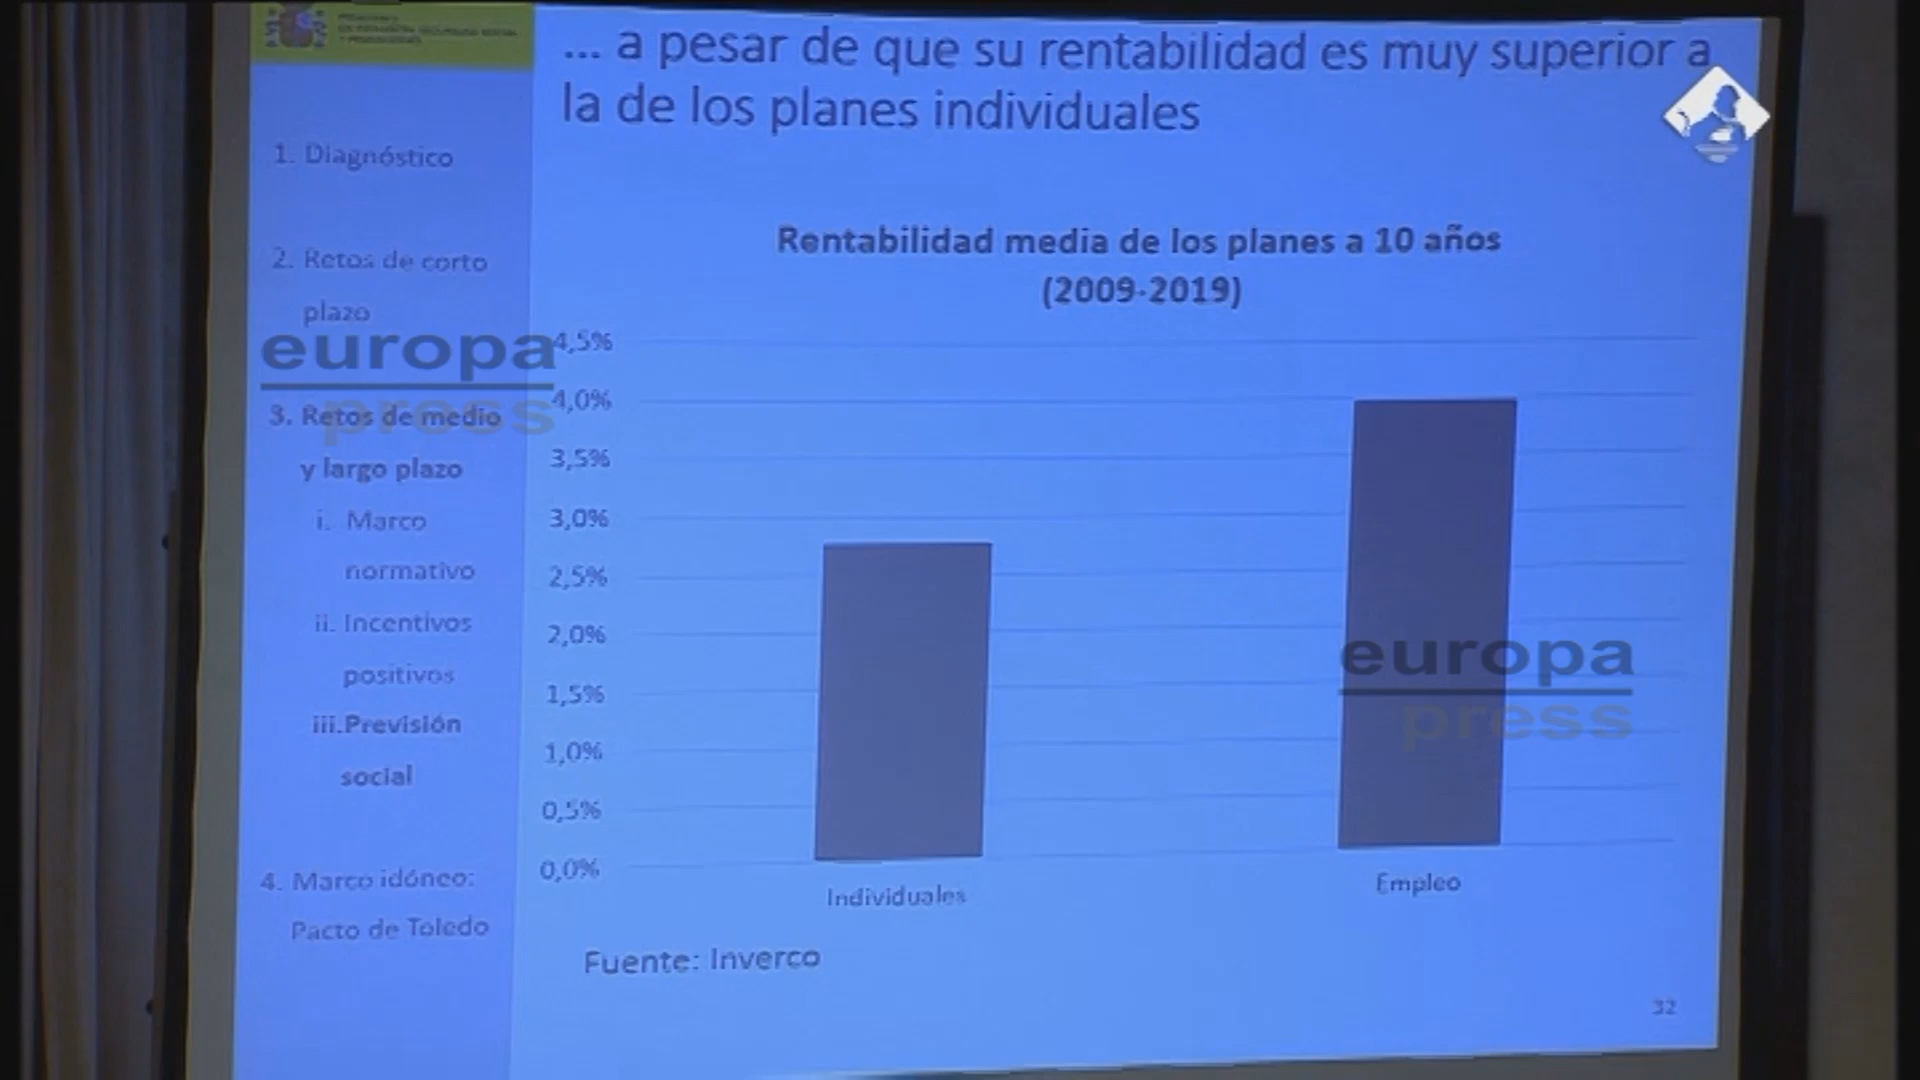 ... a pesar de que su rentabilidad es muy superior a
la de los planes individuales
1. Diagnóstico
2. Retos de corto
plazo
3. Retos de medio
y largo plazo
i. Marco
normativo
ii. Incentivos
positivos
iii.Previsión
social
4. Marco idóneo:
Pacto de Toledo
Rentabilidad media de los planes a 10 años
(2009-2019)
4,5%
4,0%
3,5%
3,0%
2,5%
2,0%
1,5%
1,0%
0,5%
0,0%
Individuales
Empleo
Fuente: Inverco
32
europa
press
europa
press